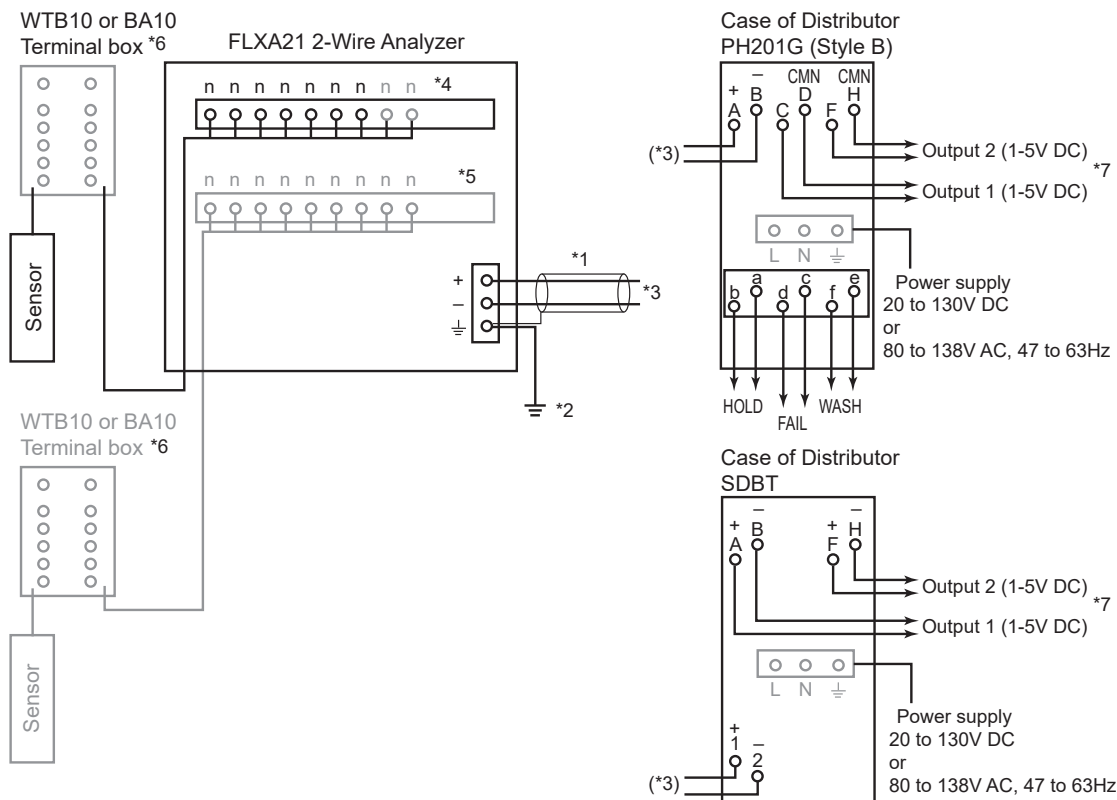 WTB10 or BA10
Terminal box *6
FLXA21 2-Wire Analyzer
n n n n n n n n n *4
n n n n n n n n n *5
Sensor
+
–
*1
*3
*2
WTB10 or BA10
Terminal box *6
Sensor
Case of Distributor
PH201G (Style B)
CMN CMN
+ – 
A B C D F H
(*3)
Output 2 (1-5V DC)
*7
Output 1 (1-5V DC)
L N
Power supply
20 to 130V DC
or
80 to 138V AC, 47 to 63Hz
b a d c f e
HOLD
FAIL
WASH
Case of Distributor
SDBT
+ – + –
A B F H
Output 2 (1-5V DC)
*7
Output 1 (1-5V DC)
L N
Power supply
20 to 130V DC
or
80 to 138V AC, 47 to 63Hz
+ –
1 2
(*3)